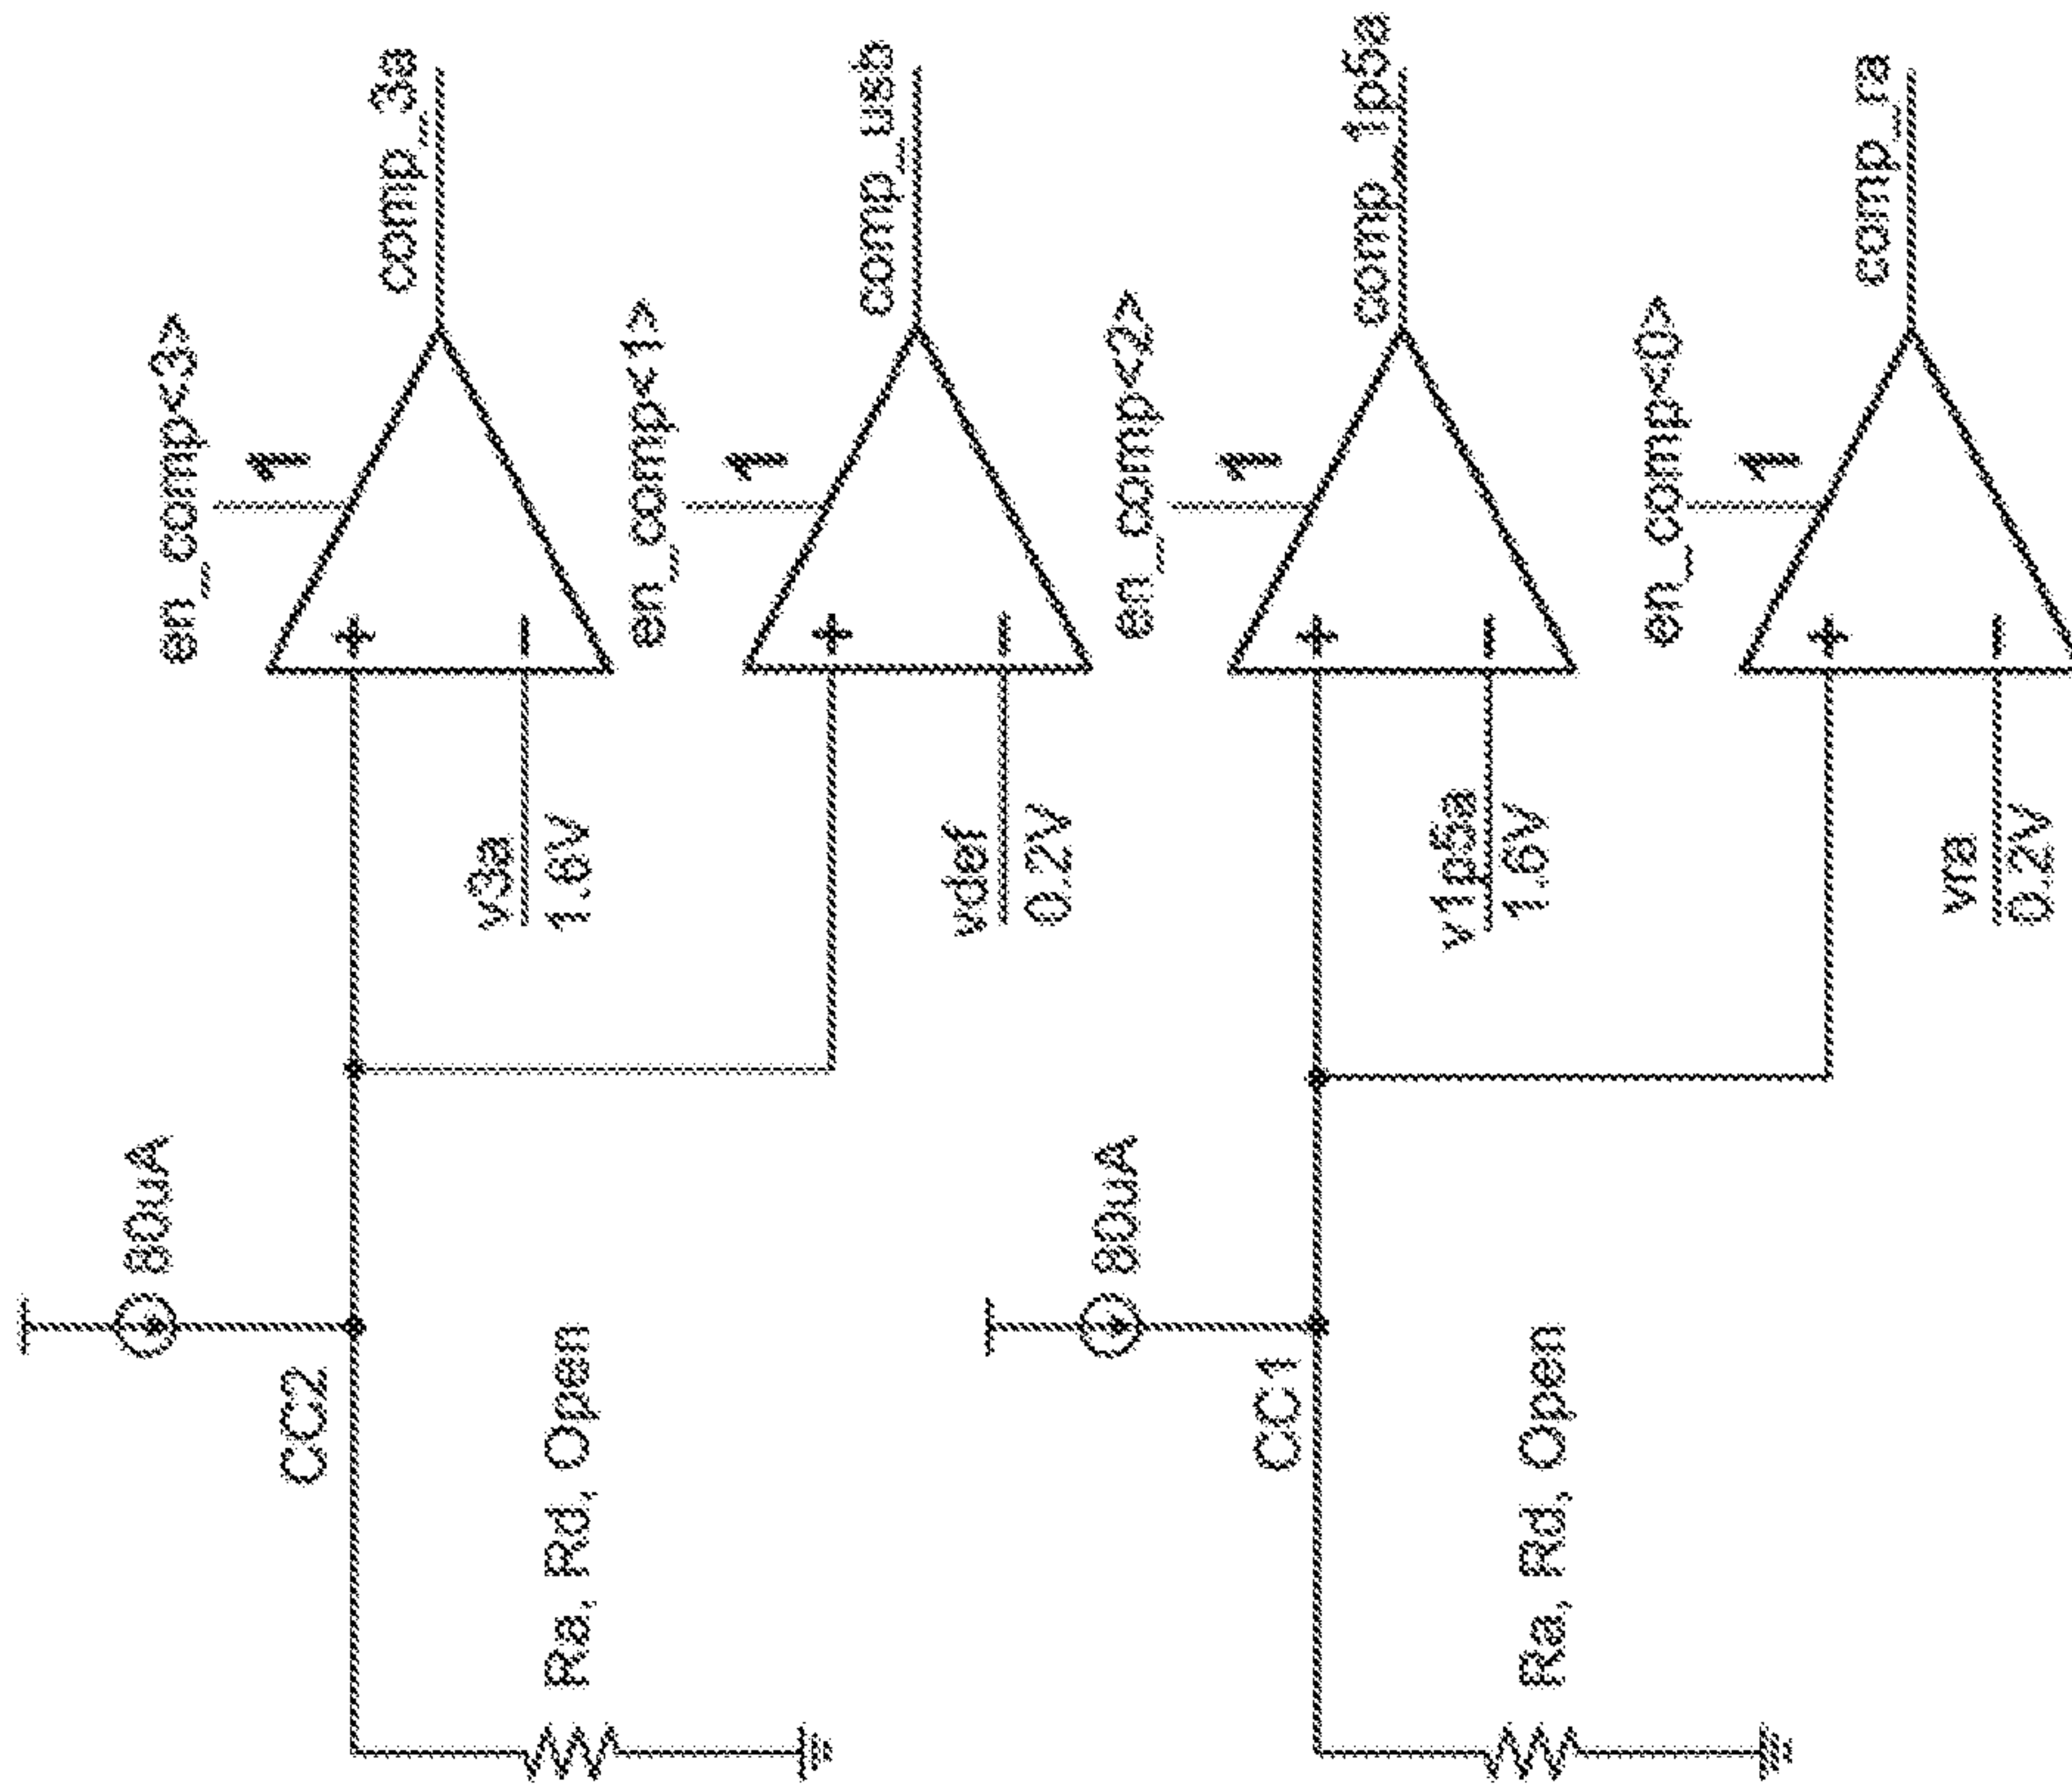 en_comp<3>
1
comp_3a
v3a
1.6V
80uA
CC2
Ra, Rd, Open
en_comp<1>
1
comp_usb
vdef
0.2V
en_comp<2>
1
comp_1p5a
v1p5a
1.6V
80uA
CC1
Ra, Rd, Open
en_comp<0>
1
comp_ra
vra
0.2V